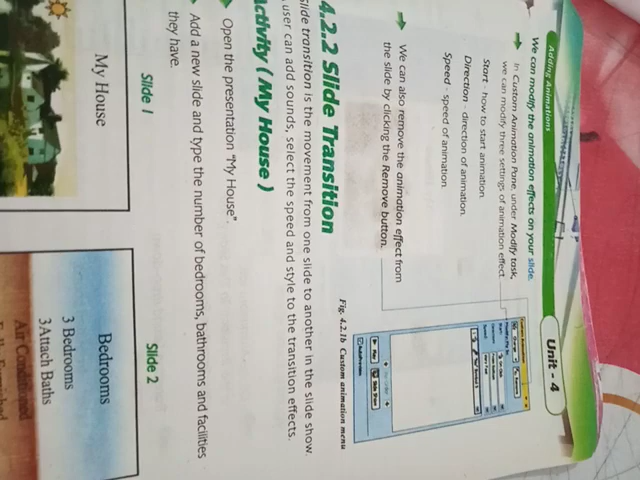 Adding Animations
Unit - 4
We can modify the animation effects on your slide.
In Custom Animation Pane, under Modify task,
we can modify three settings of animation effect.
Start - how to start animation
Direction - direction of animation.
Speed - speed of animation.
We can also remove the animation effect from
the slide by clicking the Remove button.
Fig. 4.2.1b Custom animation menu
4.2.2 Slide Transition
Slide transition is the movement from one slide to another in the slide show.
user can add sounds, select the speed and style to the transition effects.
Activity ( My House )
Open the presentation "My House".
Add a new slide and type the number of bedrooms, bathrooms and facilities
they have.
Slide 1
Slide 2
My House
Bedrooms
3 Bedrooms
3 Attach Baths
Air Conditioned